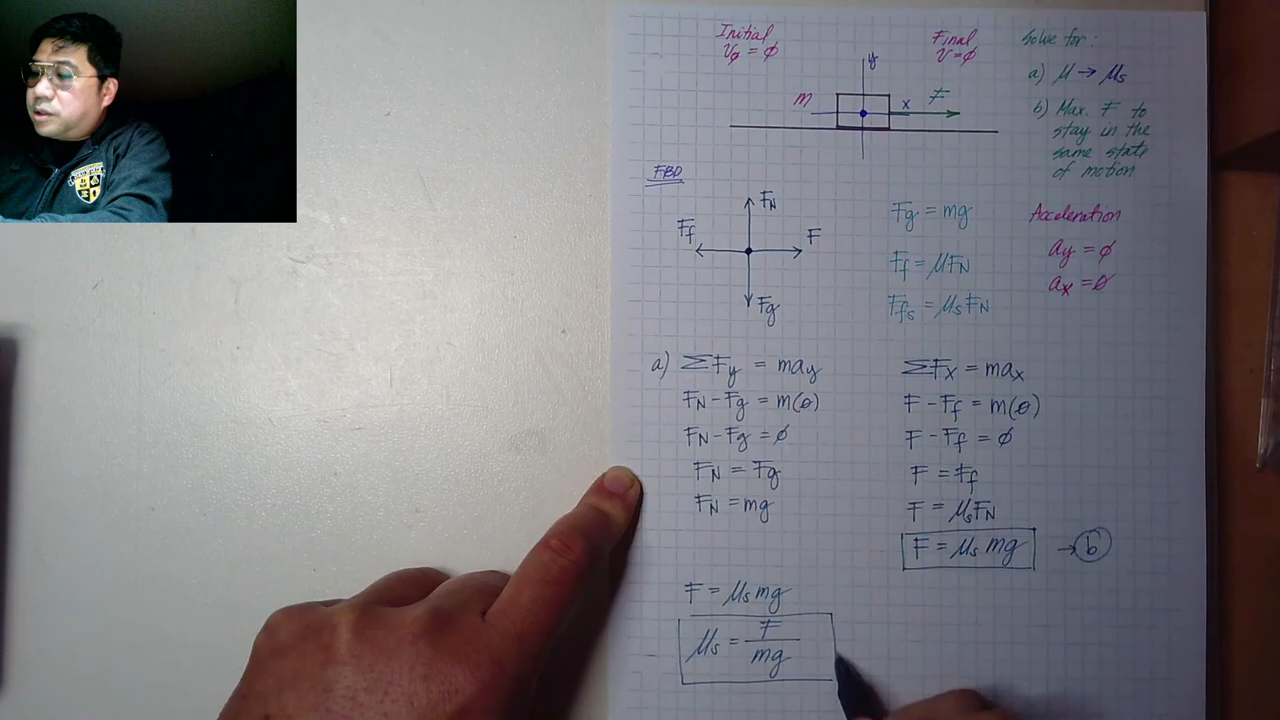 Initial
v∅ = ∅
Final
v = ∅
Solve for:
a) μ → μs
b) Max. F to
stay in the
same state
of motion
y
m
x
F
FBD
FN
Ff
F
Fg
Fg = mg
Ff = μFN
Ffs = μsFN
Acceleration
ay = ∅
ax = ∅
a) ΣFy = may
FN - Fg = m(∅)
FN - Fg = ∅
FN = Fg
FN = mg
ΣFx = max
F - Ff = m(∅)
F - Ff = ∅
F = Ff
F = μsFN
F = μs mg → b
F = μs mg
μs = F/mg